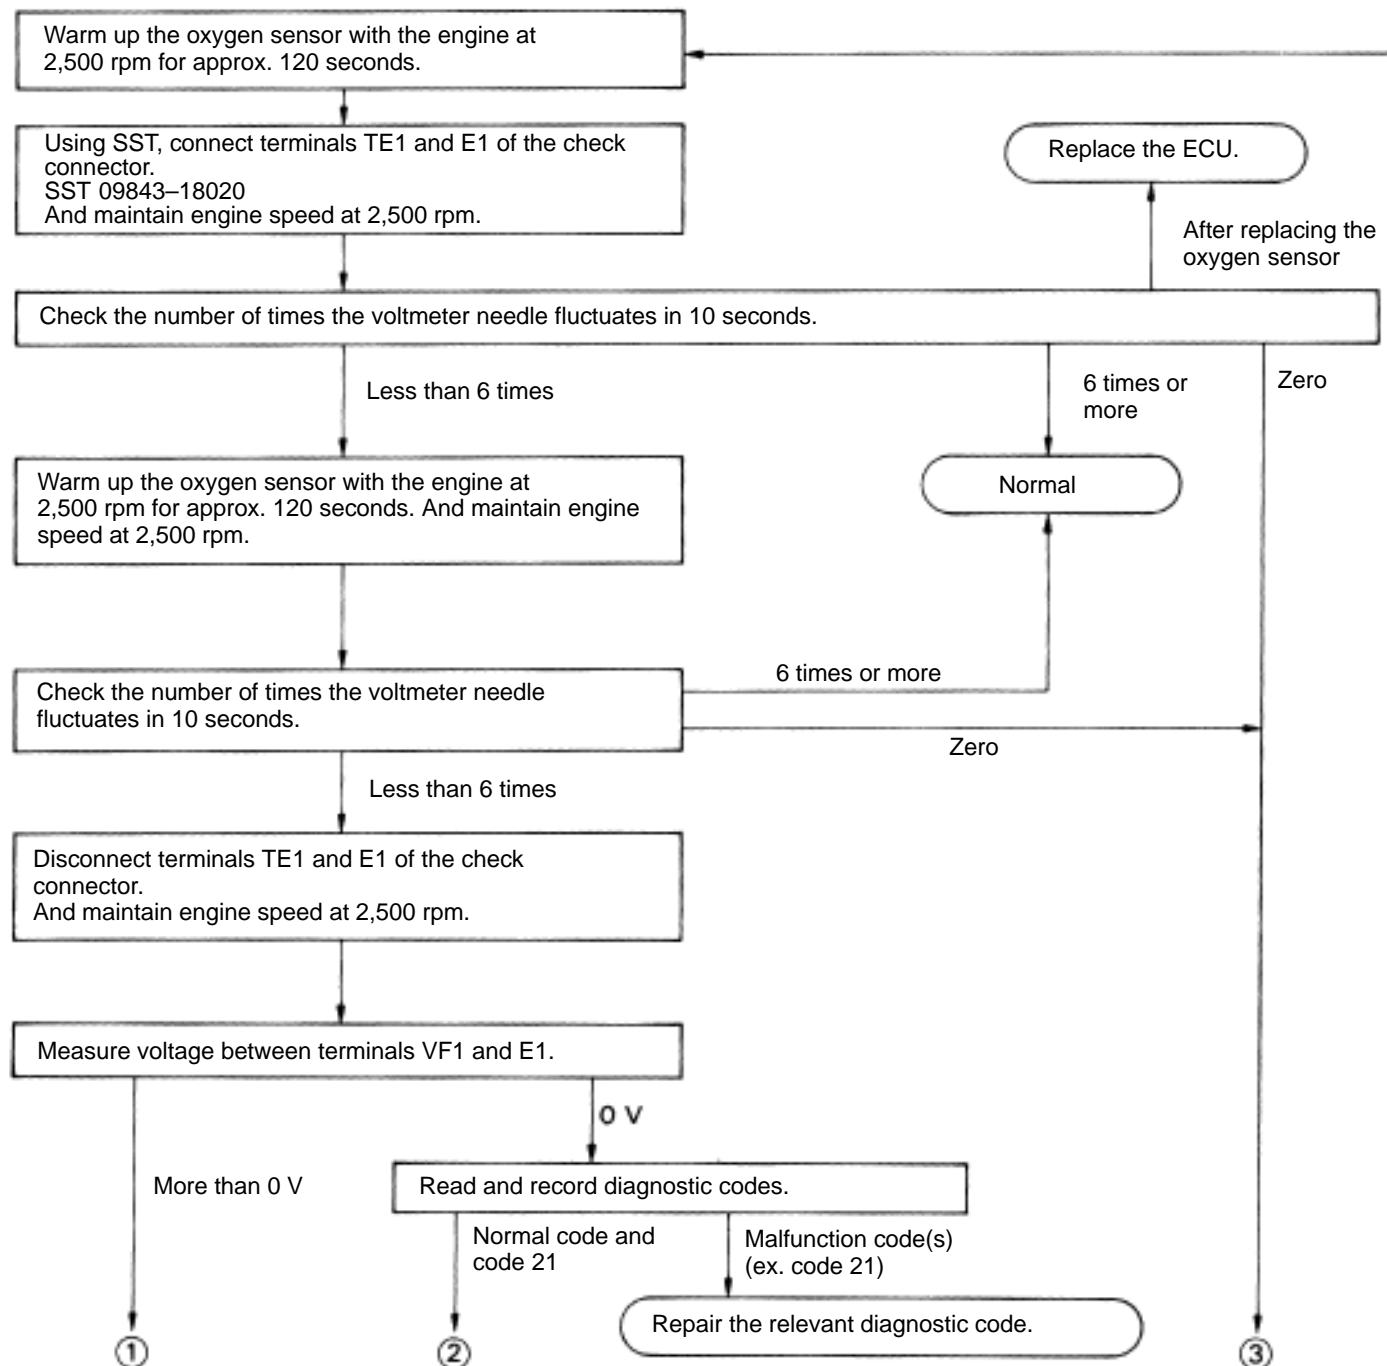 Warm up the oxygen sensor with the engine at
2,500 rpm for approx. 120 seconds.
Using SST, connect terminals TE1 and E1 of the check
connector.
SST 09843–18020
And maintain engine speed at 2,500 rpm.
Replace the ECU.
After replacing the
oxygen sensor
Check the number of times the voltmeter needle fluctuates in 10 seconds.
Less than 6 times
6 times or
more
Zero
Warm up the oxygen sensor with the engine at
2,500 rpm for approx. 120 seconds. And maintain engine
speed at 2,500 rpm.
Normal
Check the number of times the voltmeter needle
fluctuates in 10 seconds.
6 times or more
Zero
Less than 6 times
Disconnect terminals TE1 and E1 of the check
connector.
And maintain engine speed at 2,500 rpm.
Measure voltage between terminals VF1 and E1.
0 V
More than 0 V
Read and record diagnostic codes.
Normal code and
code 21
Malfunction code(s)
(ex. code 21)
Repair the relevant diagnostic code.
①
②
③